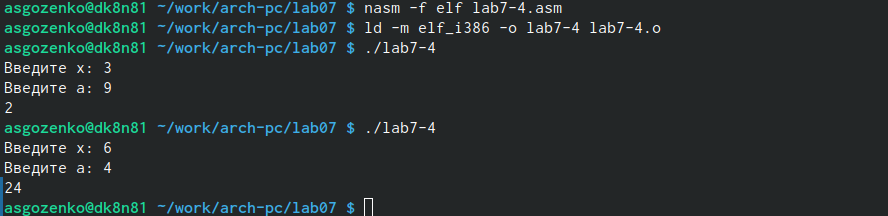 asgozenko@dk8n81 ~/work/arch-pc/lab07 $ nasm -f elf lab7-4.asm
asgozenko@dk8n81 ~/work/arch-pc/lab07 $ ld -m elf_i386 -o lab7-4 lab7-4.o
asgozenko@dk8n81 ~/work/arch-pc/lab07 $ ./lab7-4
Введите x: 3
Введите а: 9
2
asgozenko@dk8n81 ~/work/arch-pc/lab07 $ ./lab7-4
Введите x: 6
Введите а: 4
24
asgozenko@dk8n81 ~/work/arch-pc/lab07 $